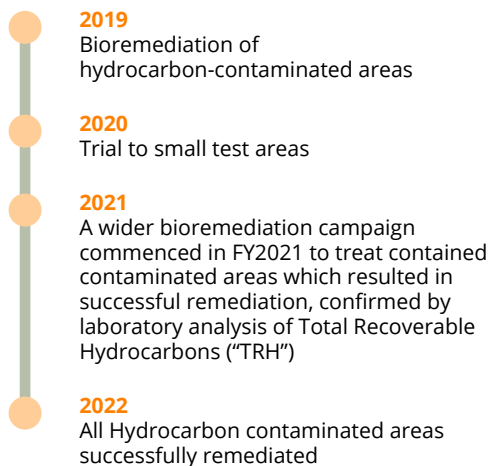 2019
Bioremediation of
hydrocarbon-contaminated areas
2020
Trial to small test areas
2021
A wider bioremediation campaign
commenced in FY2021 to treat contained
contaminated areas which resulted in
successful remediation, confirmed by
laboratory analysis of Total Recoverable
Hydrocarbons (“TRH”)
2022
All Hydrocarbon contaminated areas
successfully remediated